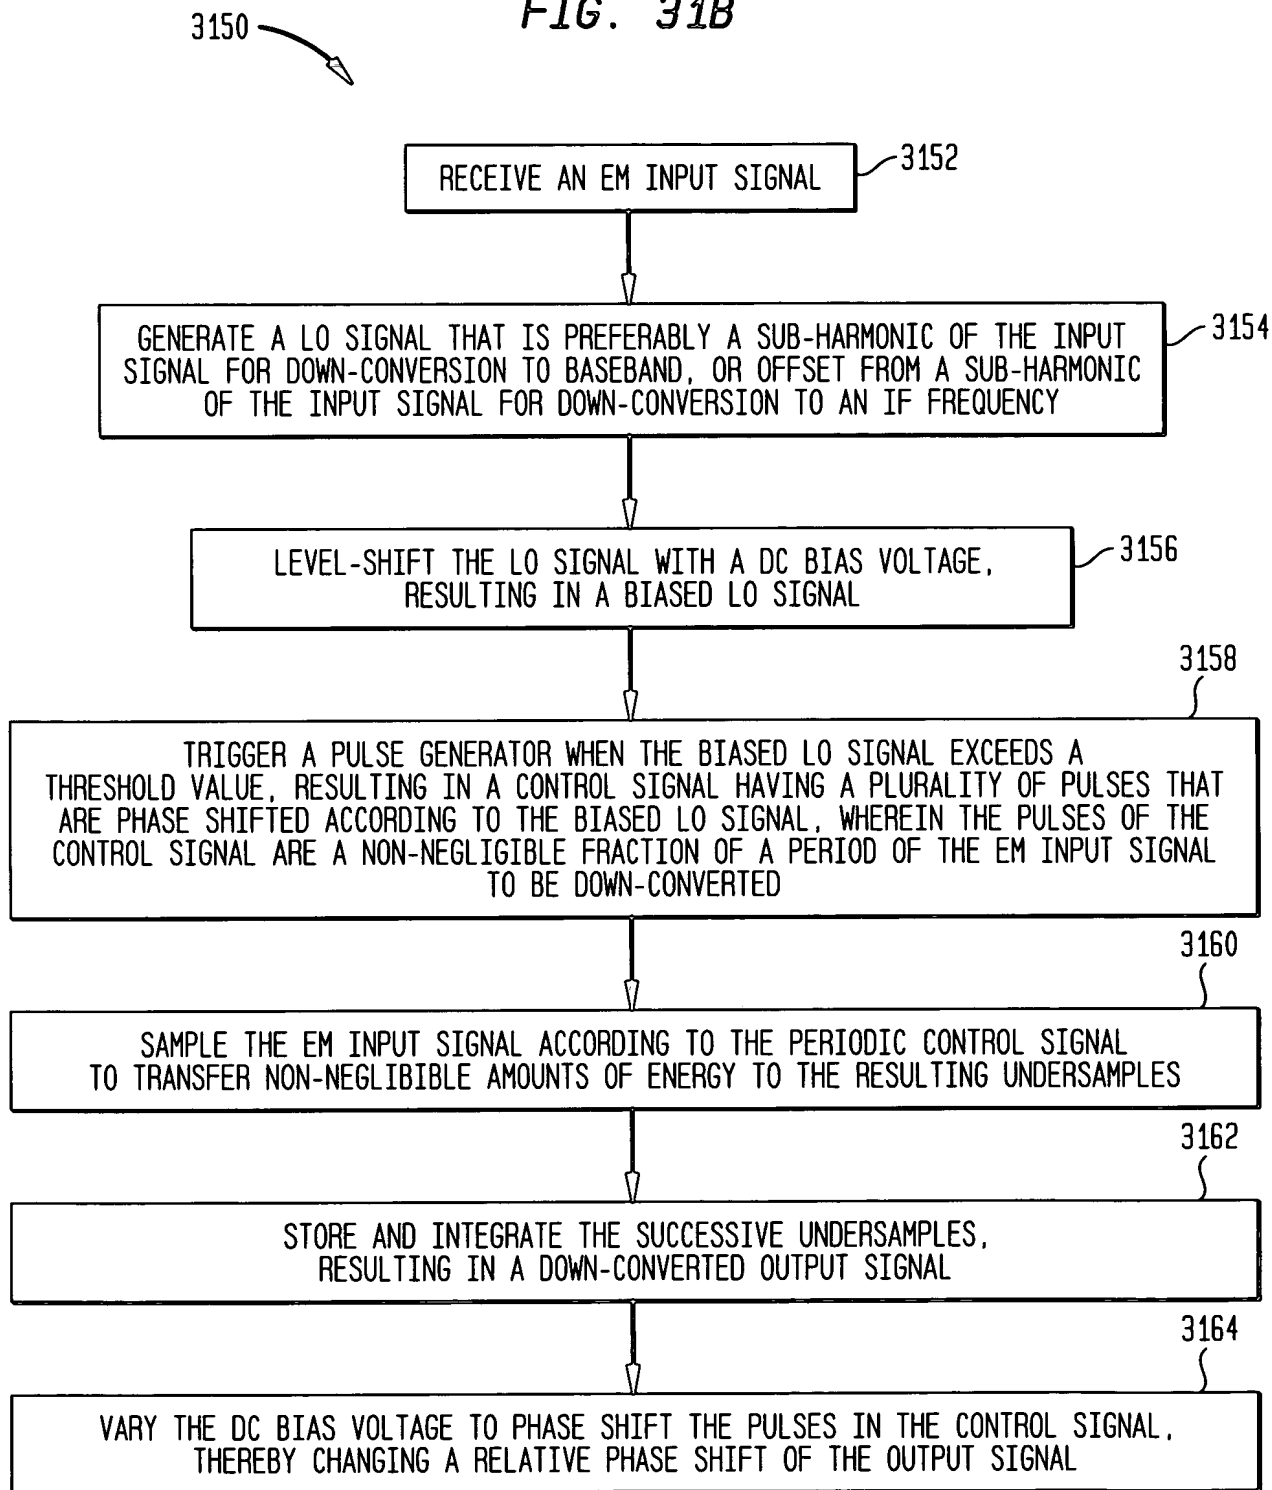 FIG. 31B
3150
RECEIVE AN EM INPUT SIGNAL
3152
GENERATE A LO SIGNAL THAT IS PREFERABLY A SUB-HARMONIC OF THE INPUT
SIGNAL FOR DOWN-CONVERSION TO BASEBAND, OR OFFSET FROM A SUB-HARMONIC
OF THE INPUT SIGNAL FOR DOWN-CONVERSION TO AN IF FREQUENCY
3154
LEVEL-SHIFT THE LO SIGNAL WITH A DC BIAS VOLTAGE,
RESULTING IN A BIASED LO SIGNAL
3156
3158
TRIGGER A PULSE GENERATOR WHEN THE BIASED LO SIGNAL EXCEEDS A
THRESHOLD VALUE, RESULTING IN A CONTROL SIGNAL HAVING A PLURALITY OF PULSES THAT
ARE PHASE SHIFTED ACCORDING TO THE BIASED LO SIGNAL, WHEREIN THE PULSES OF THE
CONTROL SIGNAL ARE A NON-NEGLIGIBLE FRACTION OF A PERIOD OF THE EM INPUT SIGNAL
TO BE DOWN-CONVERTED
3160
SAMPLE THE EM INPUT SIGNAL ACCORDING TO THE PERIODIC CONTROL SIGNAL
TO TRANSFER NON-NEGLIBIBLE AMOUNTS OF ENERGY TO THE RESULTING UNDERSAMPLES
3162
STORE AND INTEGRATE THE SUCCESSIVE UNDERSAMPLES,
RESULTING IN A DOWN-CONVERTED OUTPUT SIGNAL
3164
VARY THE DC BIAS VOLTAGE TO PHASE SHIFT THE PULSES IN THE CONTROL SIGNAL,
THEREBY CHANGING A RELATIVE PHASE SHIFT OF THE OUTPUT SIGNAL